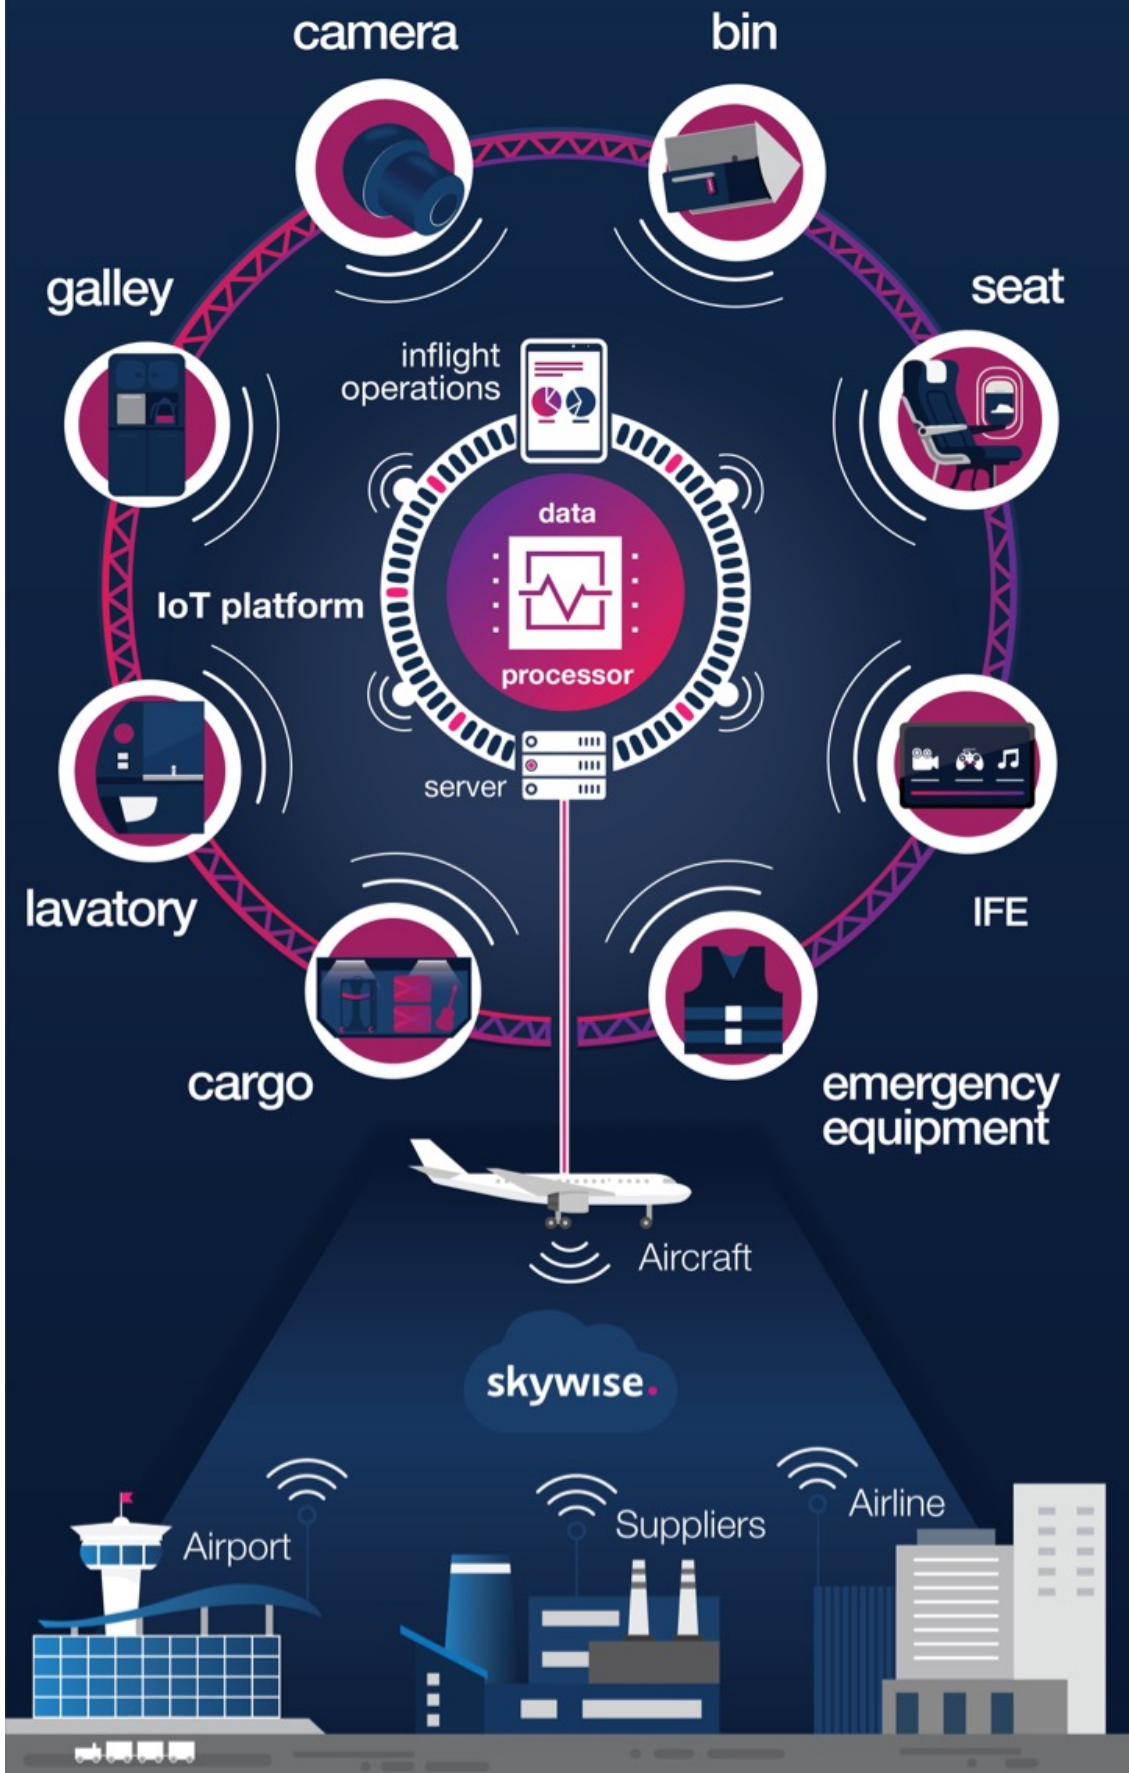 camera
bin
galley
seat
inflight
operations
data
IoT platform
processor
server
lavatory
IFE
cargo
emergency
equipment
Aircraft
skywise.
Airline
Suppliers
Airport